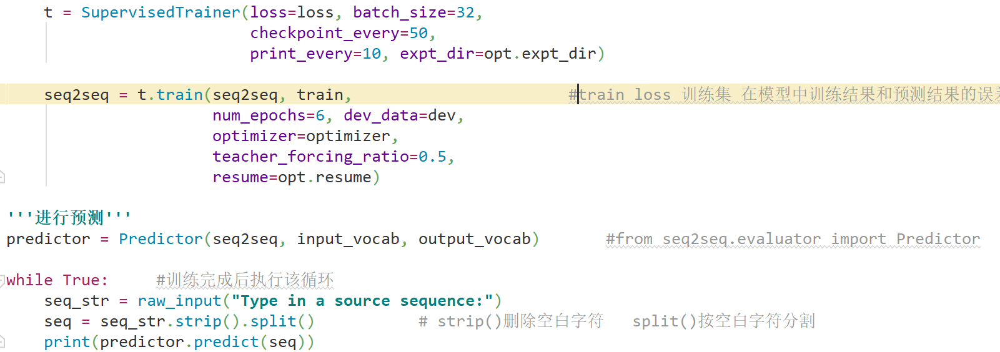 t = SupervisedTrainer(loss=loss, batch_size=32,
checkpoint_every=50,
print_every=10, expt_dir=opt.expt_dir)
seq2seq = t.train(seq2seq, train, #train loss 训练集 在模型中训练结果和预测结果的误
num_epochs=6, dev_data=dev,
optimizer=optimizer,
teacher_forcing_ratio=0.5,
resume=opt.resume)
'''进行预测'''
predictor = Predictor(seq2seq, input_vocab, output_vocab) #from seq2seq.evaluator import Predictor
while True: #训练完成后执行该循环
seq_str = raw_input("Type in a source sequence:")
seq = seq_str.strip().split() # strip()删除空白字符 split()按空白字符分割
print(predictor.predict(seq))